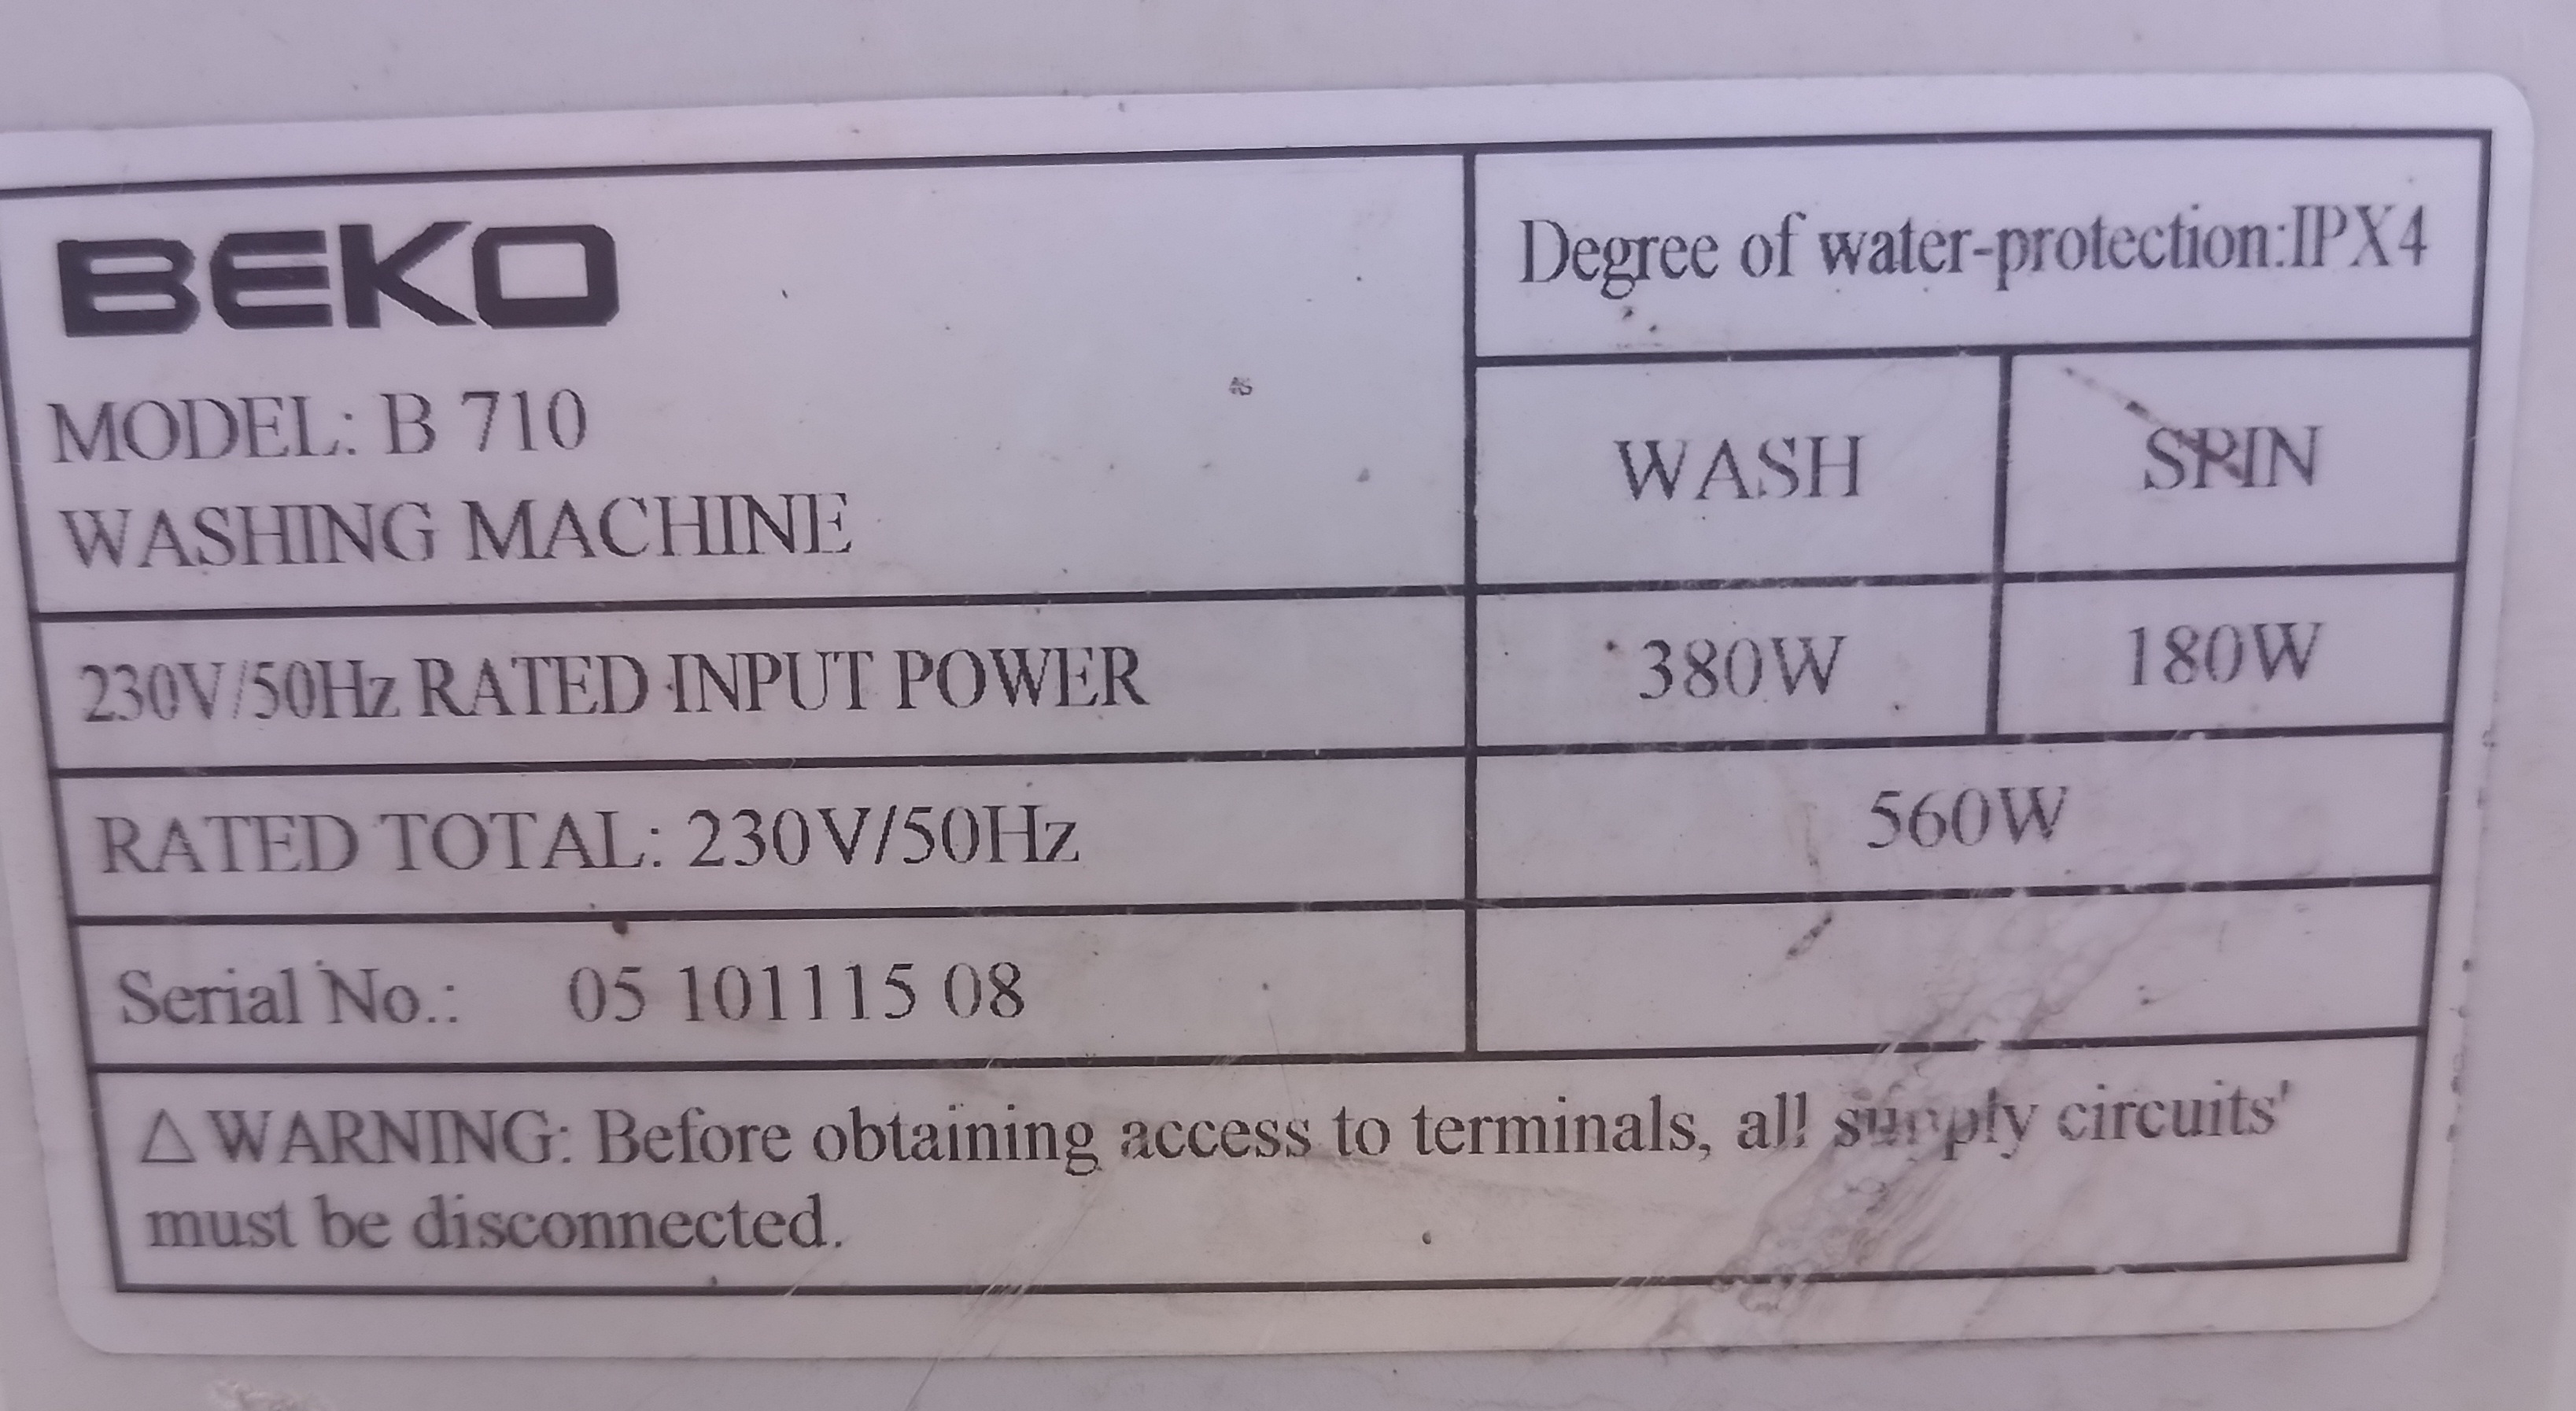 BEKO
MODEL: B 710
WASHING MACHINE
Degree of water-protection:IPX4
WASH SPIN
230V/50Hz RATED INPUT POWER 380W 180W
RATED TOTAL: 230V/50Hz 560W
Serial No.: 05 101115 08
⚠ WARNING: Before obtaining access to terminals, all supply circuits'
must be disconnected.